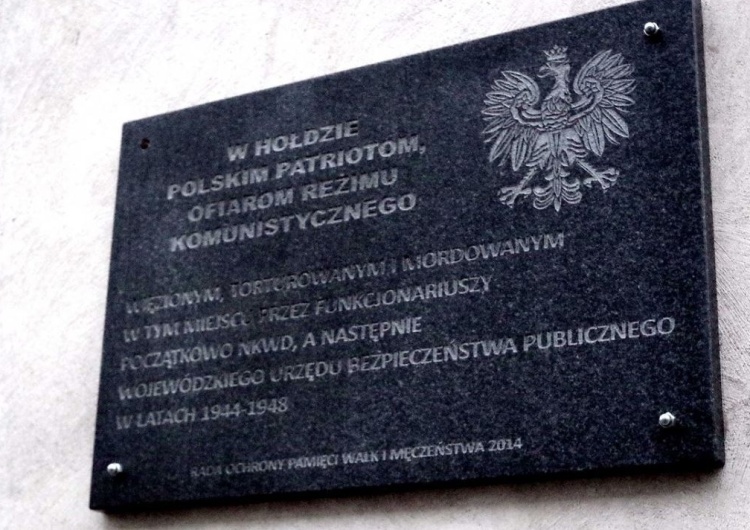 W HOŁDZIE
POLSKIM PATRIOTOM,
OFIAROM REŻIMU
KOMUNISTYCZNEGO
WIĘZIONYM, TORTUROWANYM I MORDOWANYM
W TYM MIEJSCU PRZEZ FUNKCJONARIUSZY
POCZĄTKOWO NKWD, A NASTĘPNIE
WOJEWÓDZKIEGO URZĘDU BEZPIECZEŃSTWA PUBLICZNEGO
W LATACH 1944-1948
RADA OCHRONY PAMIĘCI WALK I MĘCZEŃSTWA 2014